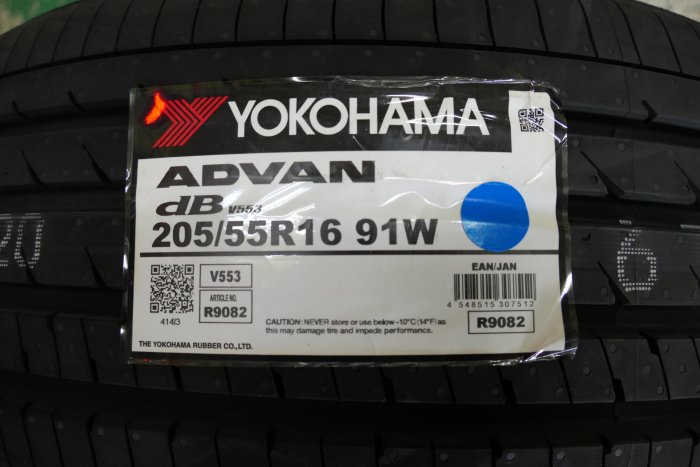 YOKOHAMA
ADVAN
dB V553
205/55R16 91W
V553
ARTICLE NO.
R9082
414I3
EAN/JAN
4 548515 307512
R9082
CAUTION: NEVER store or use below -10°C (14°F) as
this may damage tire and impede performance.
THE YOKOHAMA RUBBER CO.,LTD.
20